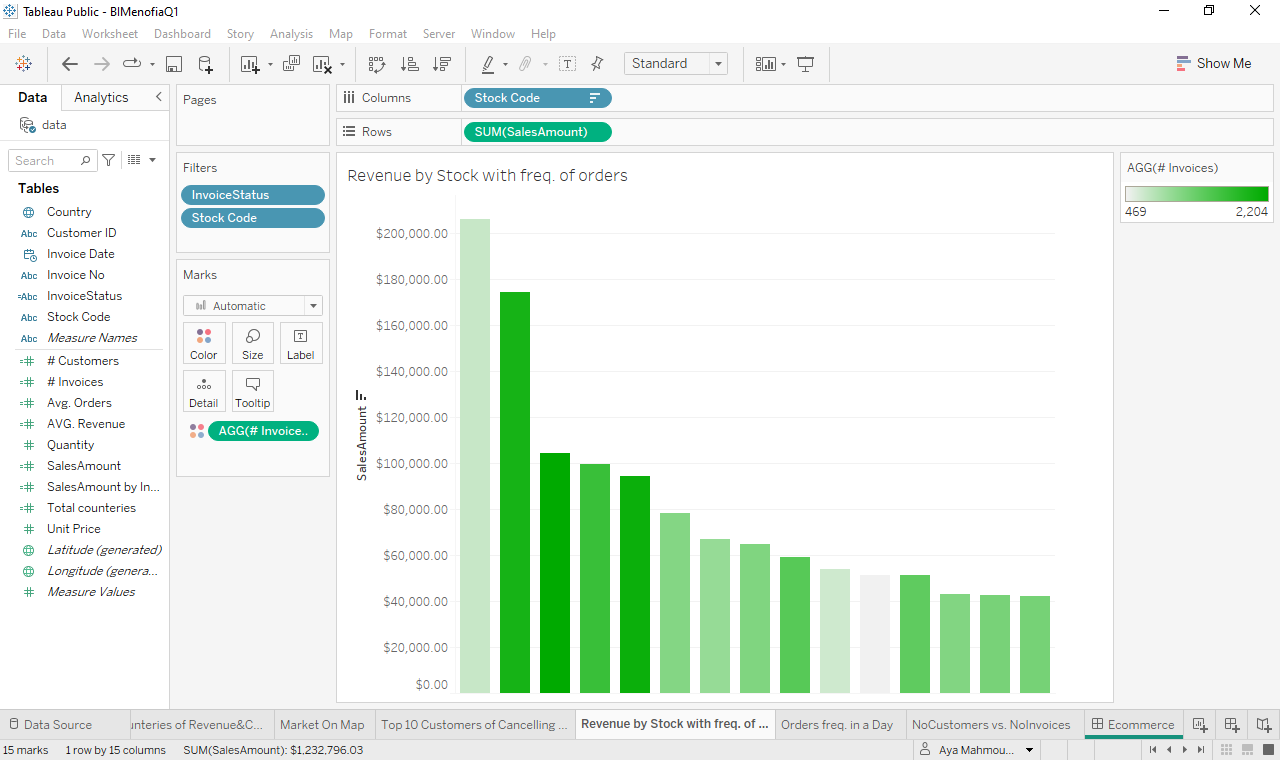 Tableau Public - BIMenofiaQ1
File Data Worksheet Dashboard Story Analysis Map Format Server Window Help
Standard
Show Me
Data Analytics
data
Search
Tables
Country
Abc Customer ID
Invoice Date
Abc Invoice No
=Abc InvoiceStatus
Abc Stock Code
Abc Measure Names
=# # Customers
=# # Invoices
=# Avg. Orders
=# AVG. Revenue
# Quantity
=# SalesAmount
=# SalesAmount by In...
=# Total counteries
# Unit Price
Latitude (generated)
Longitude (genera...
# Measure Values
Pages
Filters
InvoiceStatus
Stock Code
Marks
Automatic
Color Size Label
Detail Tooltip
AGG(# Invoice..
Columns Stock Code
Rows SUM(SalesAmount)
Revenue by Stock with freq. of orders
SalesAmount
$200,000.00
$180,000.00
$160,000.00
$140,000.00
$120,000.00
$100,000.00
$80,000.00
$60,000.00
$40,000.00
$20,000.00
$0.00
AGG(# Invoices)
469 2,204
Data Source unteries of Revenue&C... Market On Map Top 10 Customers of Cancelling ... Revenue by Stock with freq. of ... Orders freq. in a Day NoCustomers vs. NoInvoices Ecommerce
15 marks 1 row by 15 columns SUM(SalesAmount): $1,232,796.03 Aya Mahmou...